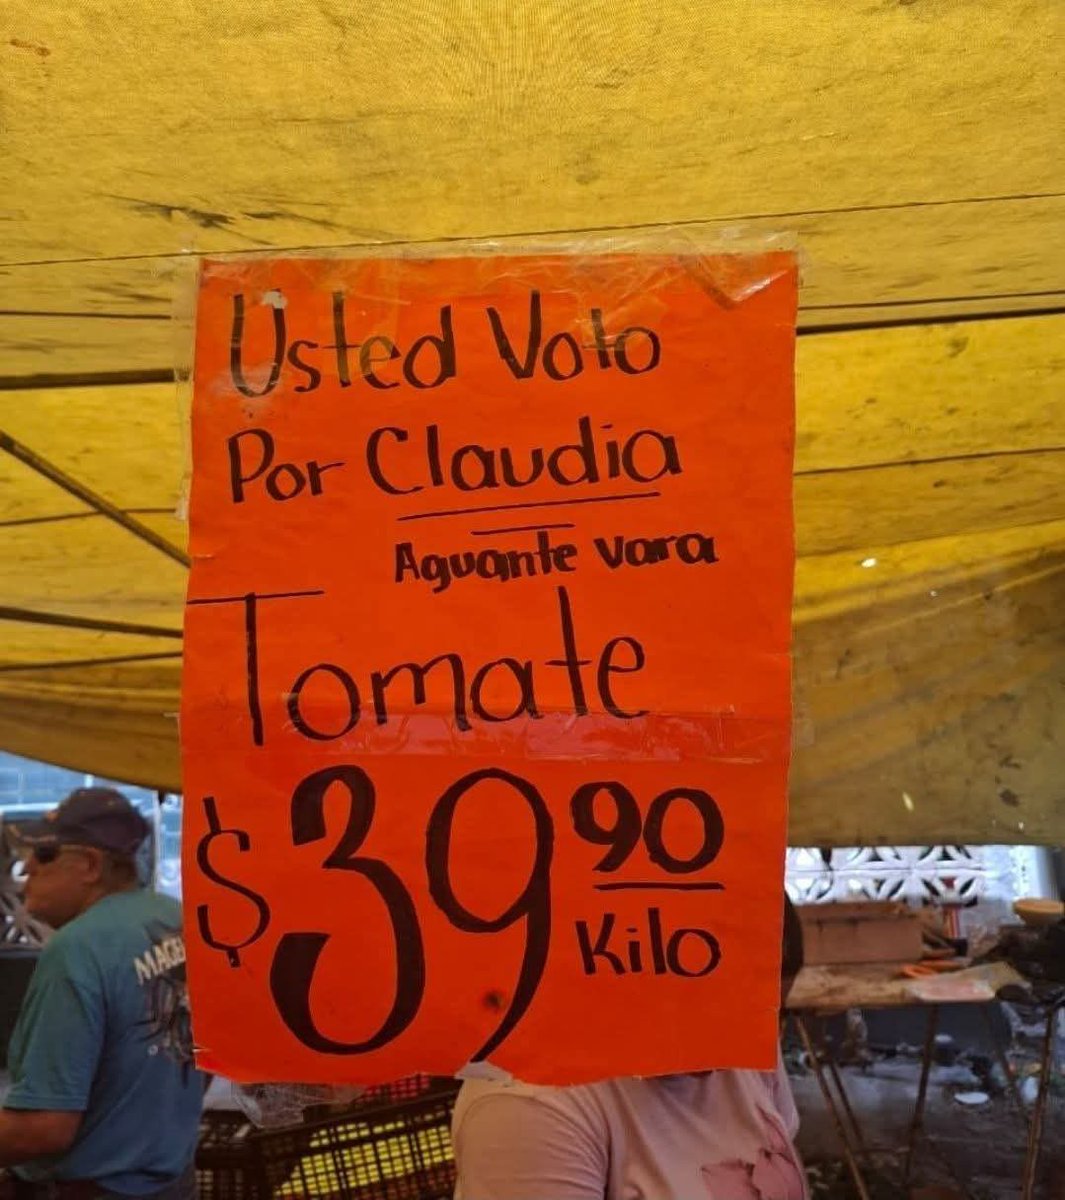 Usted Voto
Por Claudia
Aguante vara
Tomate
$39 90
Kilo